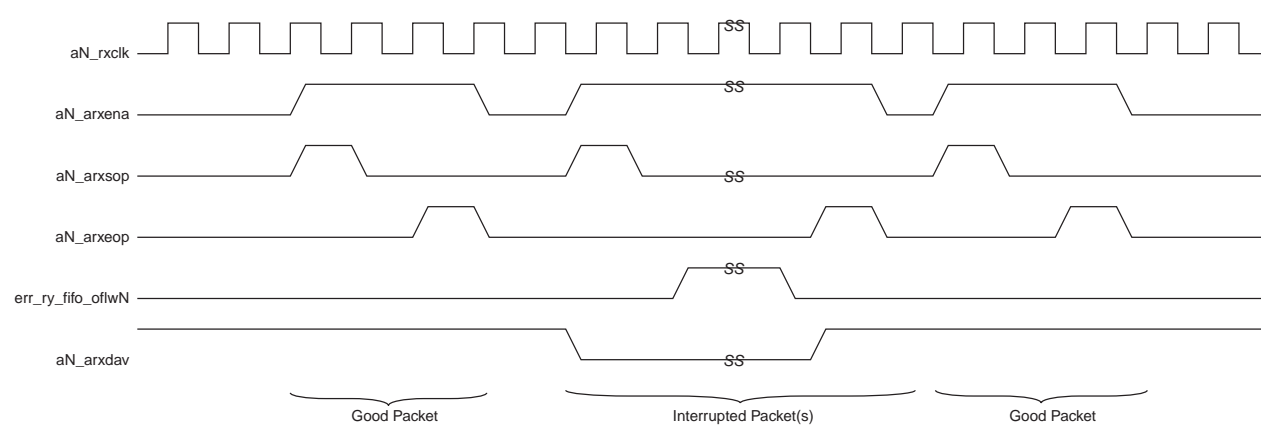 SS
aN_rxclk
SS
aN_arxena
SS
aN_arxsop
aN_arxeop
SS
err_ry_fifo_oflwN
SS
aN_arxdav
Good Packet Interrupted Packet(s) Good Packet